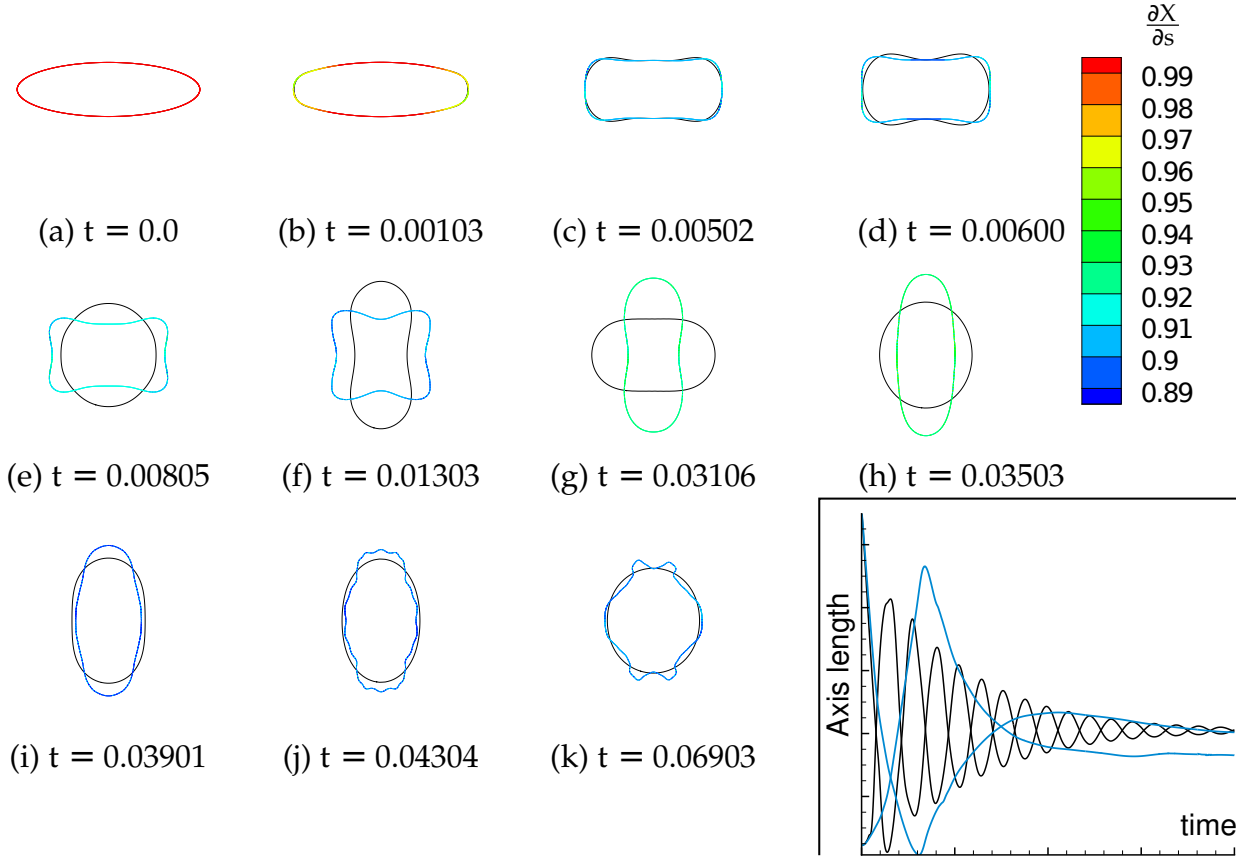 (a) t = 0.0
(b) t = 0.00103
(c) t = 0.00502
(d) t = 0.00600
∂X
∂s
0.99
0.98
0.97
0.96
0.95
0.94
0.93
0.92
0.91
0.9
0.89
(e) t = 0.00805
(f) t = 0.01303
(g) t = 0.03106
(h) t = 0.03503
(i) t = 0.03901
(j) t = 0.04304
(k) t = 0.06903
Axis length
time